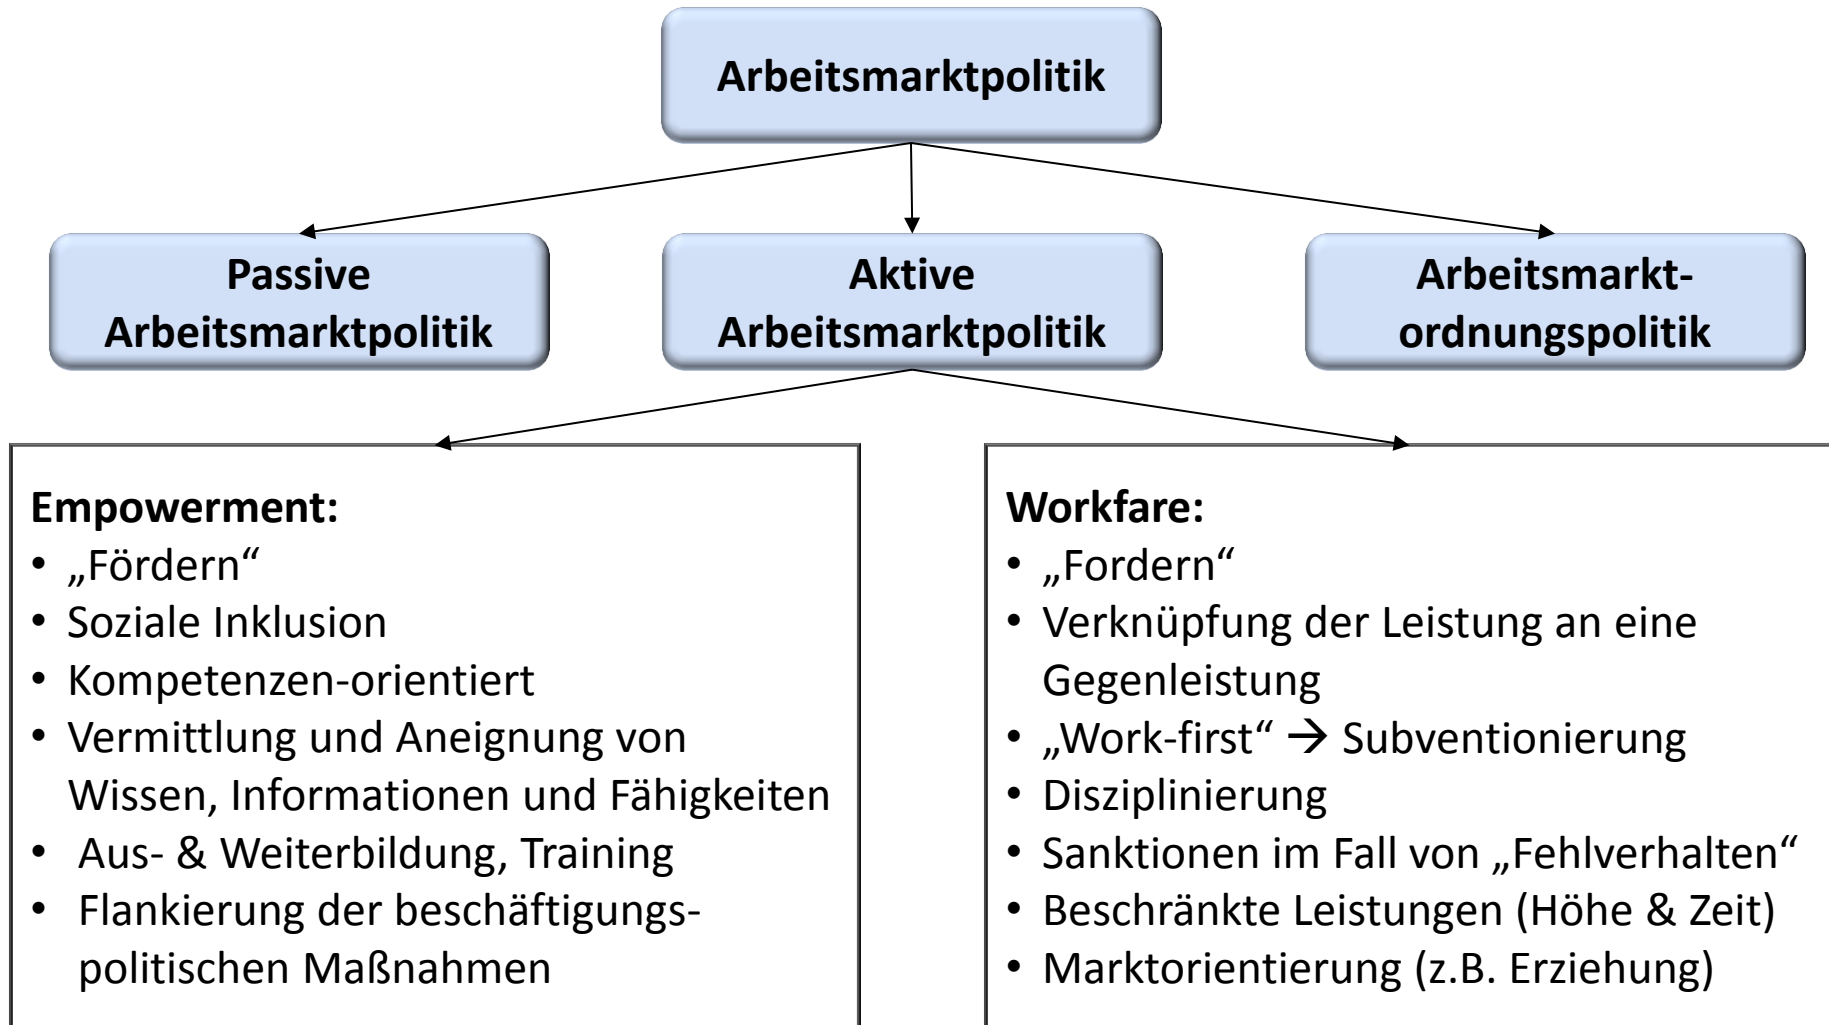 Arbeitsmarktpolitik
Passive
Arbeitsmarktpolitik
Aktive
Arbeitsmarktpolitik
Arbeitsmarkt-
ordnungspolitik
Empowerment:
• „Fördern“
• Soziale Inklusion
• Kompetenzen-orientiert
• Vermittlung und Aneignung von
Wissen, Informationen und Fähigkeiten
• Aus- & Weiterbildung, Training
• Flankierung der beschäftigungs-
politischen Maßnahmen
Workfare:
• „Fordern“
• Verknüpfung der Leistung an eine
Gegenleistung
• „Work-first“ → Subventionierung
• Disziplinierung
• Sanktionen im Fall von „Fehlverhalten“
• Beschränkte Leistungen (Höhe & Zeit)
• Marktorientierung (z.B. Erziehung)